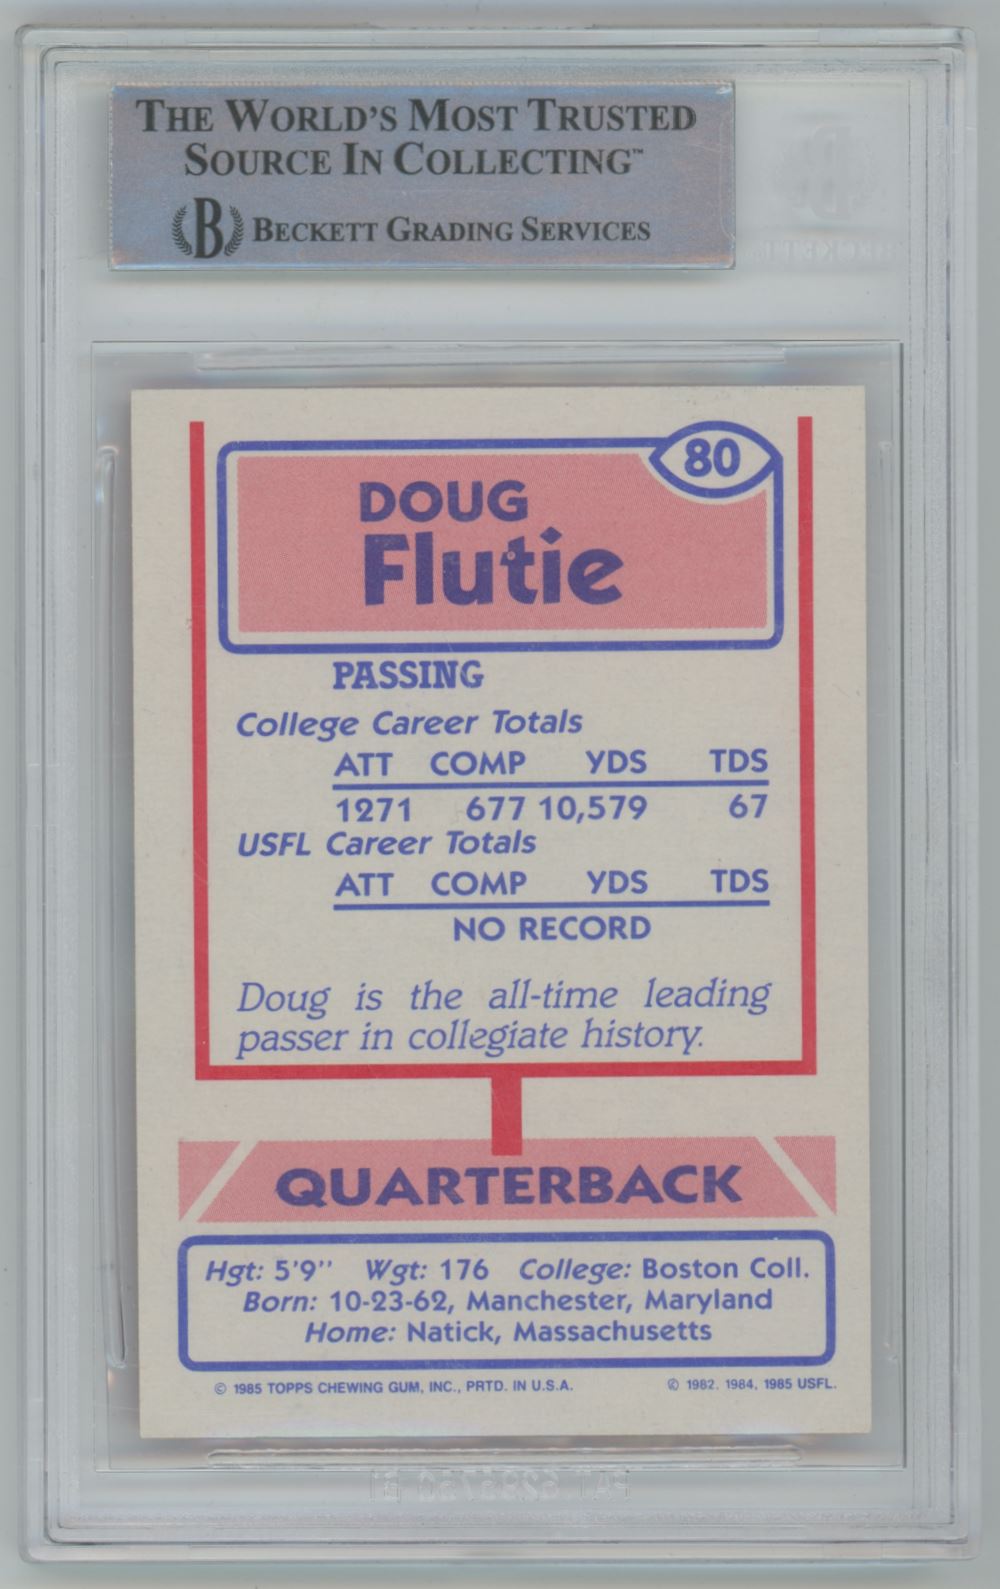 THE WORLD'S MOST TRUSTED
SOURCE IN COLLECTING™
B BECKETT GRADING SERVICES
80
DOUG
Flutie
PASSING
College Career Totals
ATT COMP YDS TDS
1271 677 10,579 67
USFL Career Totals
ATT COMP YDS TDS
NO RECORD
Doug is the all-time leading
passer in collegiate history.
QUARTERBACK
Hgt: 5'9'' Wgt: 176 College: Boston Coll.
Born: 10-23-62, Manchester, Maryland
Home: Natick, Massachusetts
© 1985 TOPPS CHEWING GUM, INC., PRTD. IN U.S.A. © 1982, 1984, 1985 USFL.